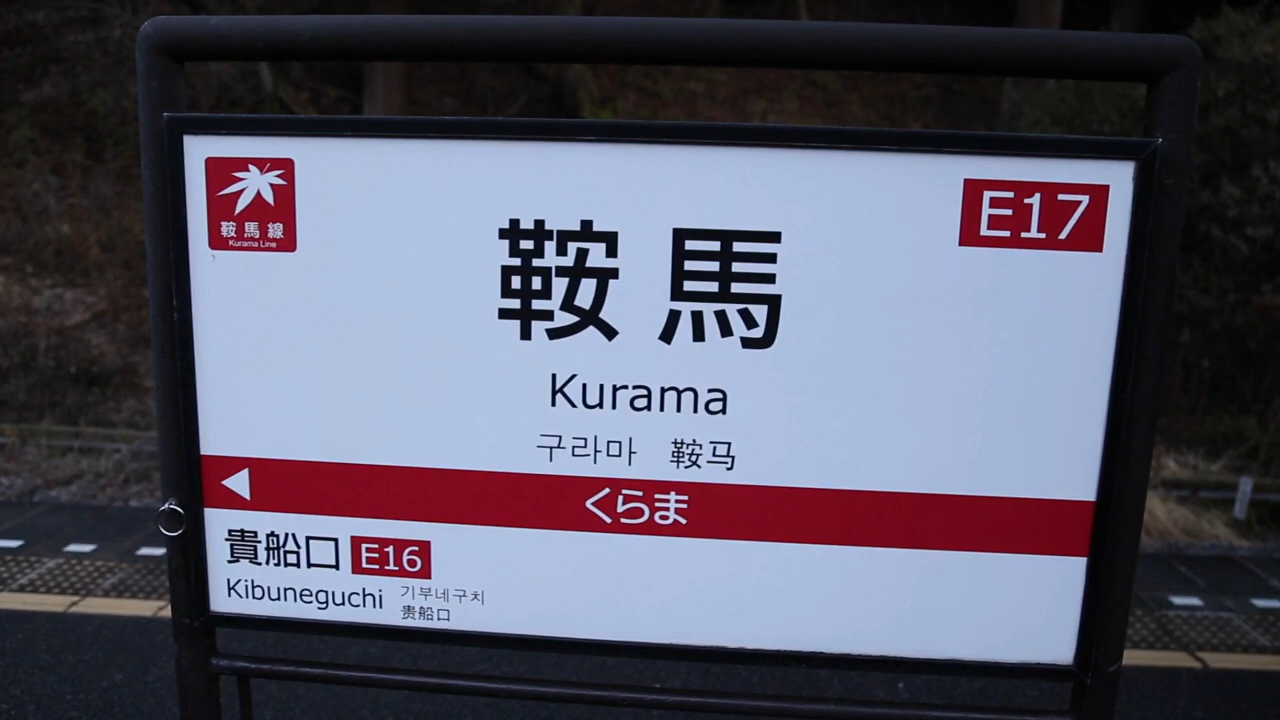 鞍馬線
Kurama Line
E17
鞍馬
Kurama
구라마 鞍马
くらま
貴船口 E16
Kibuneguchi
기부네구치
贵船口